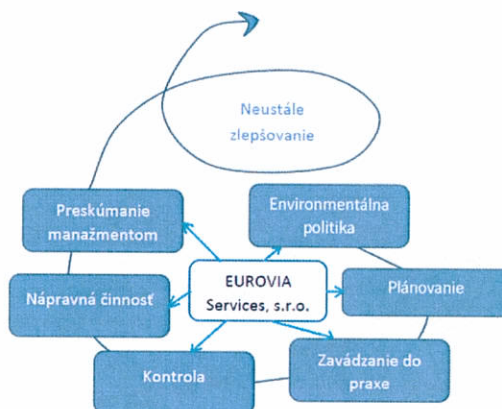 Neustále
zlepšovanie
Preskúmanie
manažmentom
Environmentálna
politika
EUROVIA
Services, s.r.o.
Nápravná činnosť
Plánovanie
Kontrola
Zavádzanie do
praxe